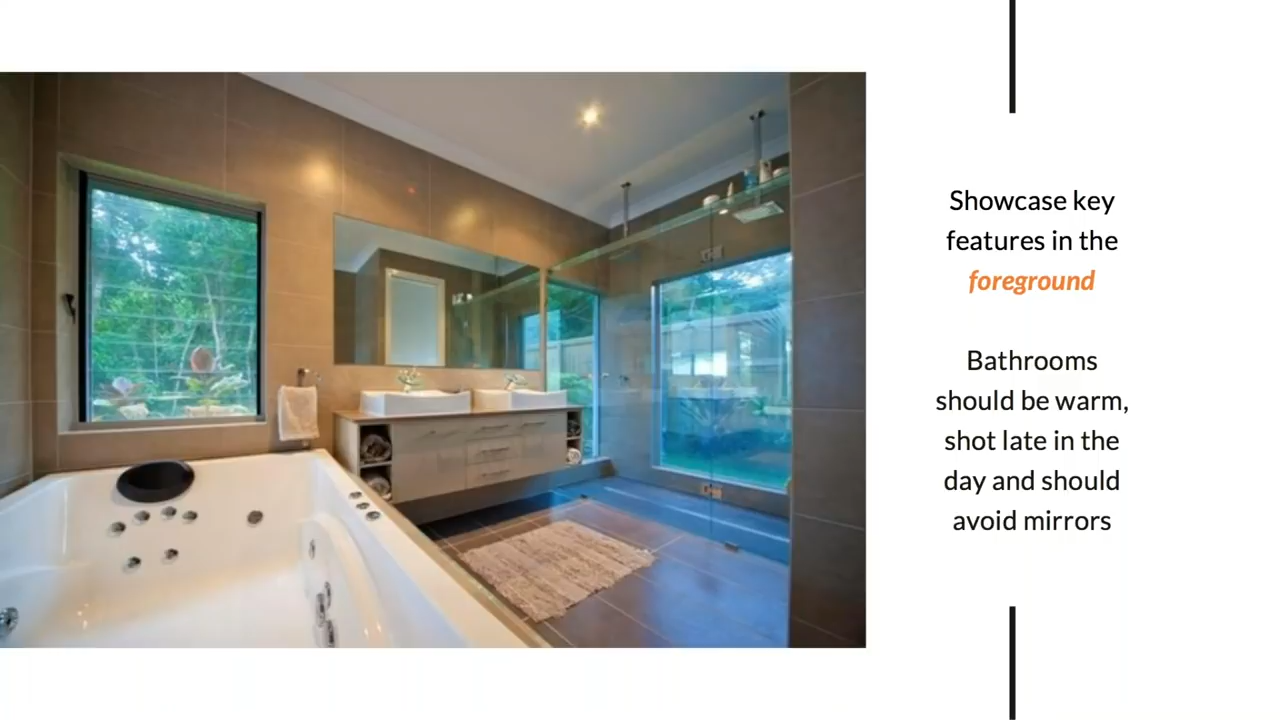 Showcase key
features in the
foreground
Bathrooms
should be warm,
shot late in the
day and should
avoid mirrors